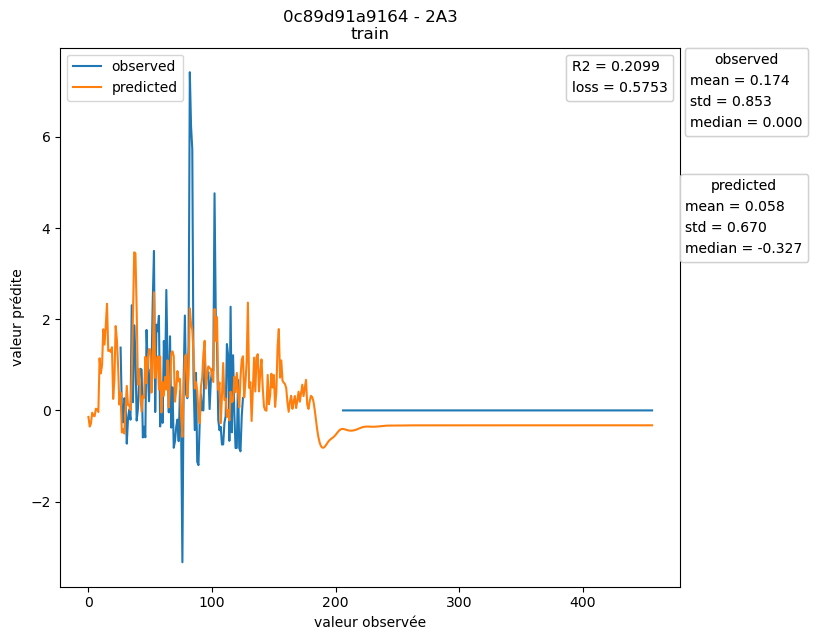 0c89d91a9164 - 2A3
train
observed
predicted
R2 = 0.2099
loss = 0.5753
observed
mean = 0.174
std = 0.853
median = 0.000
predicted
mean = 0.058
std = 0.670
median = -0.327
valeur prédite
6
4
2
0
−2
0
100
200
300
400
valeur observée